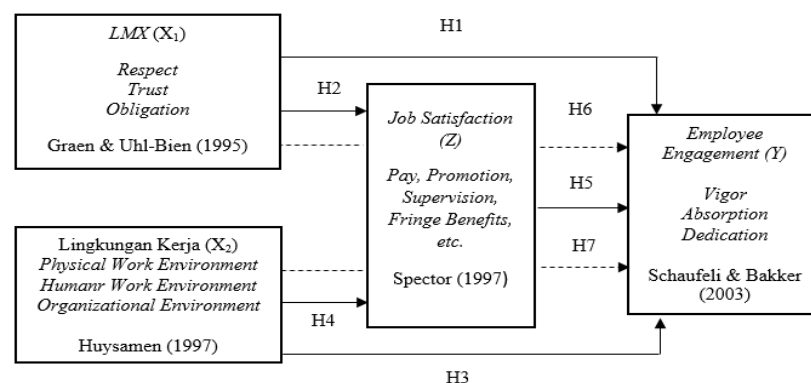 LMX (X₁)
Respect
Trust
Obligation
Graen & Uhl-Bien (1995)
H1
H2
Job Satisfaction
(Z)
Pay, Promotion,
Supervision,
Fringe Benefits,
etc.
Spector (1997)
H6
H5
H7
Employee
Engagement (Y)
Vigor
Absorption
Dedication
Schaufeli & Bakker
(2003)
Lingkungan Kerja (X₂)
Physical Work Environment
Humanr Work Environment
Organizational Environment
Huysamen (1997)
H4
H3